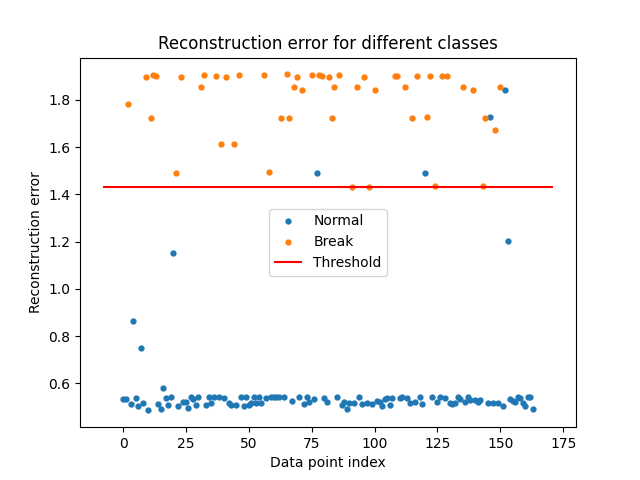 Reconstruction error for different classes
Reconstruction error
1.8
1.6
1.4
1.2
1.0
0.8
0.6
Normal
Break
Threshold
0 25 50 75 100 125 150 175
Data point index